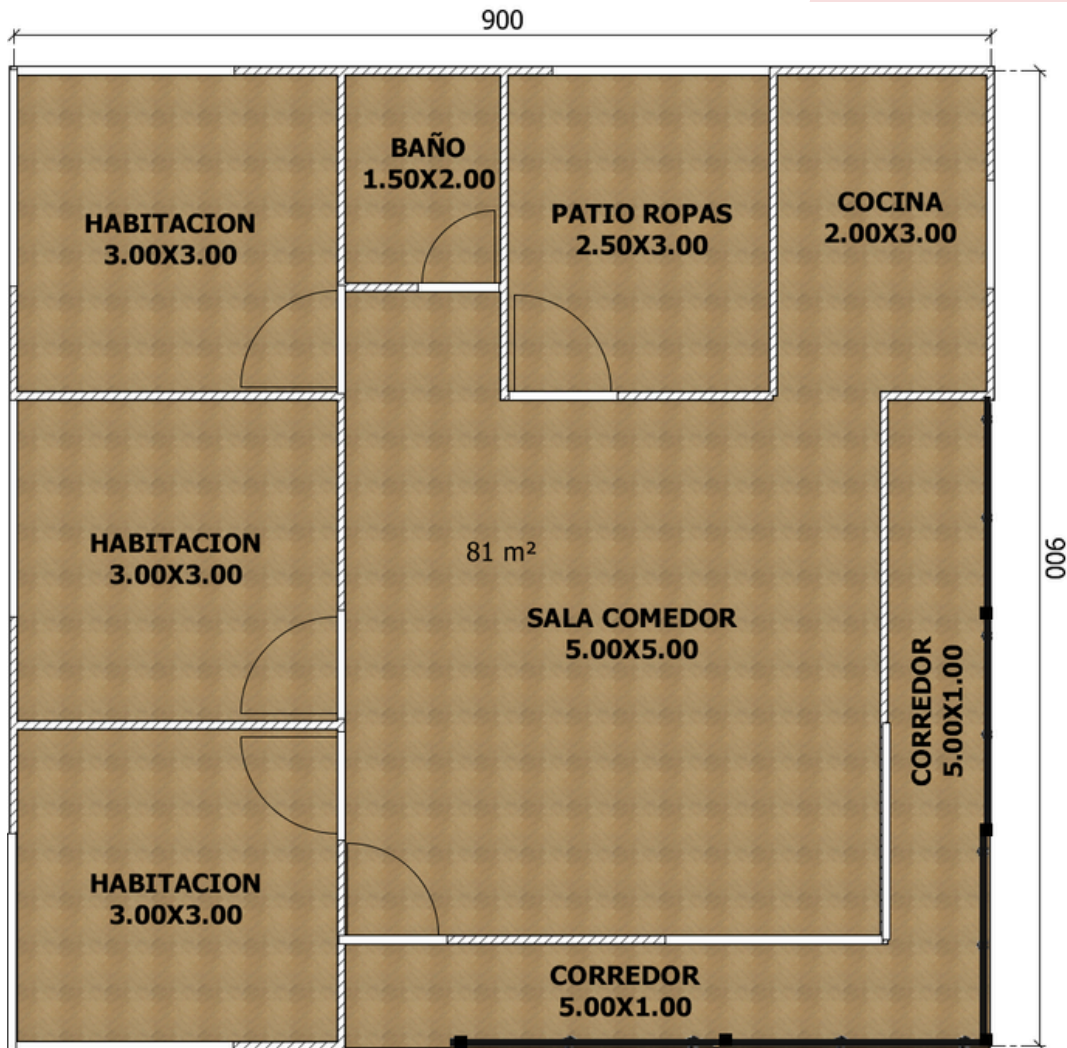 900
BAÑO
1.50X2.00
HABITACION
3.00X3.00
PATIO ROPAS
2.50X3.00
COCINA
2.00X3.00
HABITACION
3.00X3.00
81 m²
SALA COMEDOR
5.00X5.00
900
CORREDOR
5.00X1.00
HABITACION
3.00X3.00
CORREDOR
5.00X1.00